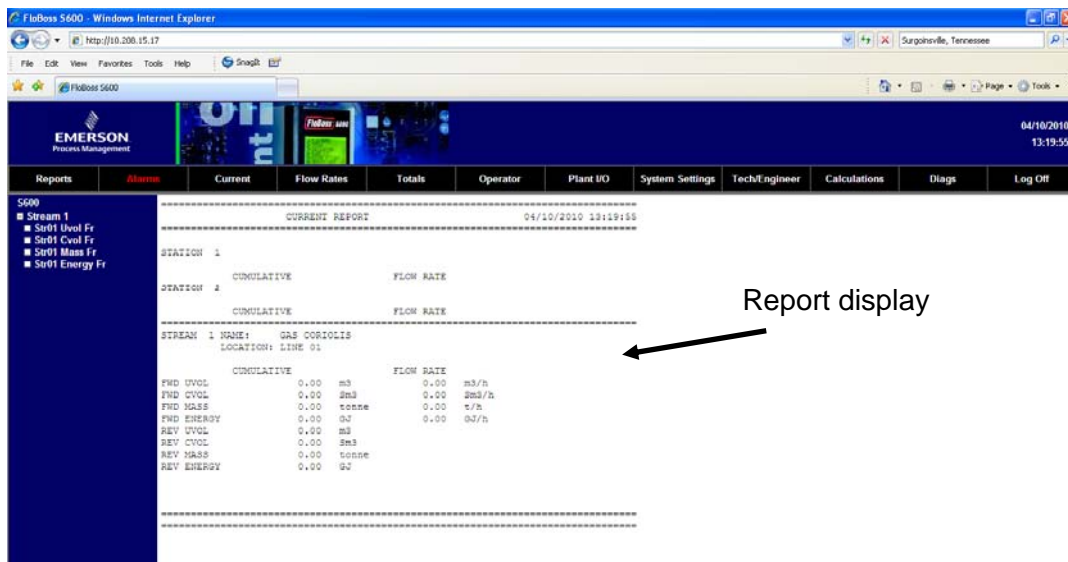 FloBoss S600 - Windows Internet Explorer
http://10.200.15.17
Surgoinsville, Tennessee
File Edit View Favorites Tools Help SnagIt
FloBoss S600
Page Tools
EMERSON
Process Management
FloBoss S600
04/10/2010
13:19:55
Reports Alarms Current Flow Rates Totals Operator Plant I/O System Settings Tech/Engineer Calculations Diags Log Off
S600
Stream 1
Str01 Uvol Fr
Str01 Cvol Fr
Str01 Mass Fr
Str01 Energy Fr
===============================================================================
CURRENT REPORT 04/10/2010 13:19:55
===============================================================================
STATION 1
CUMULATIVE FLOW RATE
STATION 2
CUMULATIVE FLOW RATE
===============================================================================
STREAM 1 NAME: GAS CORIOLIS
LOCATION: LINE 01
CUMULATIVE FLOW RATE
FWD UVOL 0.00 m3 0.00 m3/h
FWD CVOL 0.00 Sm3 0.00 Sm3/h
FWD MASS 0.00 tonne 0.00 t/h
FWD ENERGY 0.00 GJ 0.00 GJ/h
REV UVOL 0.00 m3
REV CVOL 0.00 Sm3
REV MASS 0.00 tonne
REV ENERGY 0.00 GJ
===============================================================================
===============================================================================
Report display